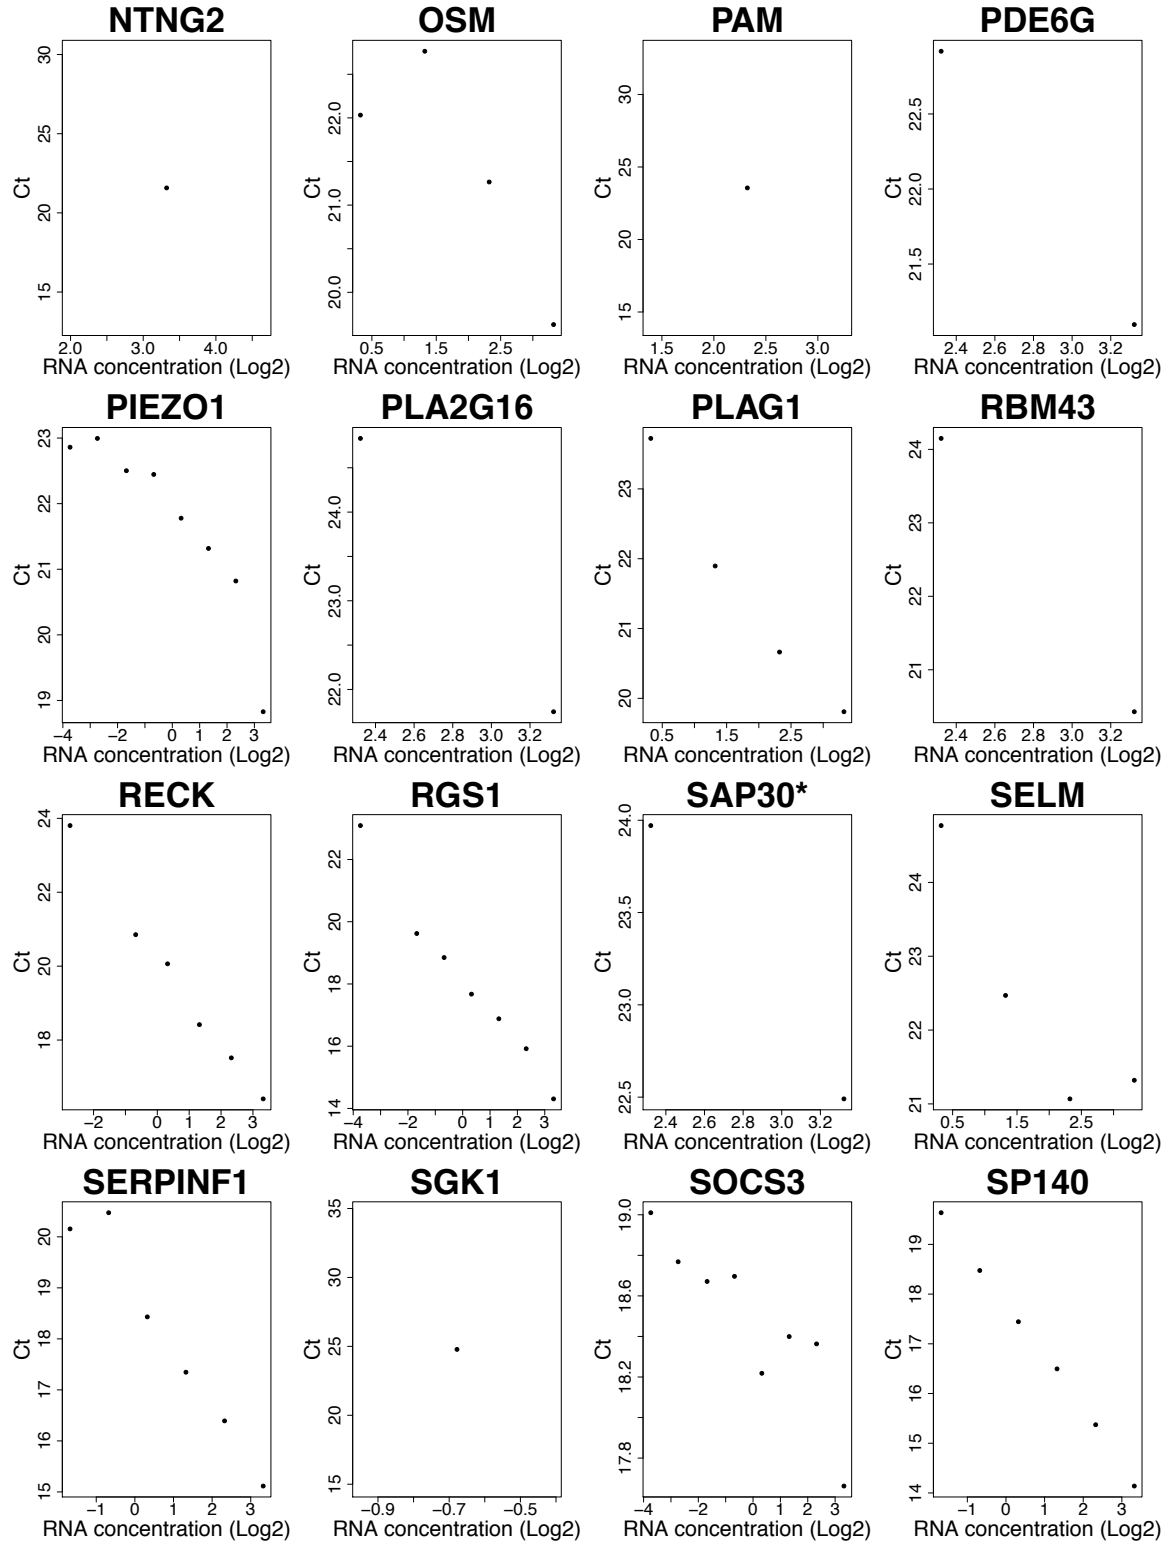 NTNG2 OSM PAM PDE6G
30 25 20 15 Ct 2.0 3.0 4.0 RNA concentration (Log2)
22.0 21.0 20.0 Ct 0.5 1.5 2.5 RNA concentration (Log2)
30 25 20 15 Ct 1.5 2.0 2.5 3.0 RNA concentration (Log2)
22.5 22.0 21.5 Ct 2.4 2.6 2.8 3.0 3.2 RNA concentration (Log2)
PIEZO1 PLA2G16 PLAG1 RBM43
23 22 21 20 19 Ct −4 −2 0 1 2 3 RNA concentration (Log2)
24.0 23.0 22.0 Ct 2.4 2.6 2.8 3.0 3.2 RNA concentration (Log2)
23 22 21 20 Ct 0.5 1.5 2.5 RNA concentration (Log2)
24 23 22 21 Ct 2.4 2.6 2.8 3.0 3.2 RNA concentration (Log2)
RECK RGS1 SAP30* SELM
24 22 20 18 Ct −2 0 1 2 3 RNA concentration (Log2)
22 20 18 16 14 Ct −4 −2 0 1 2 3 RNA concentration (Log2)
24.0 23.5 23.0 22.5 Ct 2.4 2.6 2.8 3.0 3.2 RNA concentration (Log2)
24 23 22 21 Ct 0.5 1.5 2.5 RNA concentration (Log2)
SERPINF1 SGK1 SOCS3 SP140
20 19 18 17 16 15 Ct −1 0 1 2 3 RNA concentration (Log2)
35 30 25 20 15 Ct −0.9 −0.7 −0.5 RNA concentration (Log2)
19.0 18.6 18.2 17.8 Ct −4 −2 0 1 2 3 RNA concentration (Log2)
19 18 17 16 15 14 Ct −1 0 1 2 3 RNA concentration (Log2)